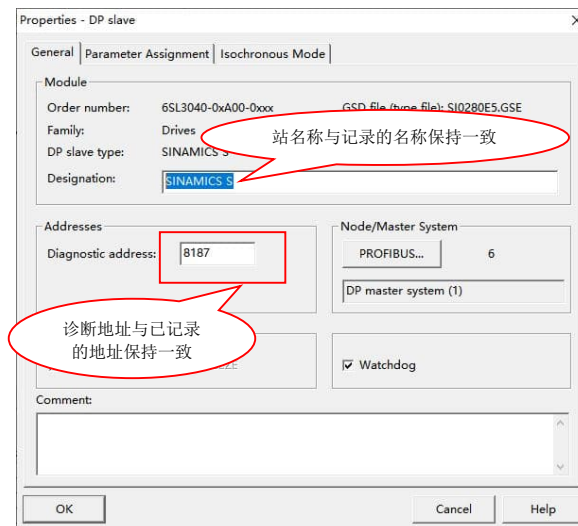 Properties - DP slave
General Parameter Assignment Isochronous Mode
Module
Order number: 6SL3040-0xA00-0xxx GSD file (type file): SI0280E5.GSE
Family: Drives
站名称与记录的名称保持一致
DP slave type: SINAMICS S
Designation: SINAMICS S
Addresses
Diagnostic address: 8187
Node/Master System
PROFIBUS... 6
DP master system (1)
诊断地址与已记录
的地址保持一致
Watchdog
Comment:
OK Cancel Help